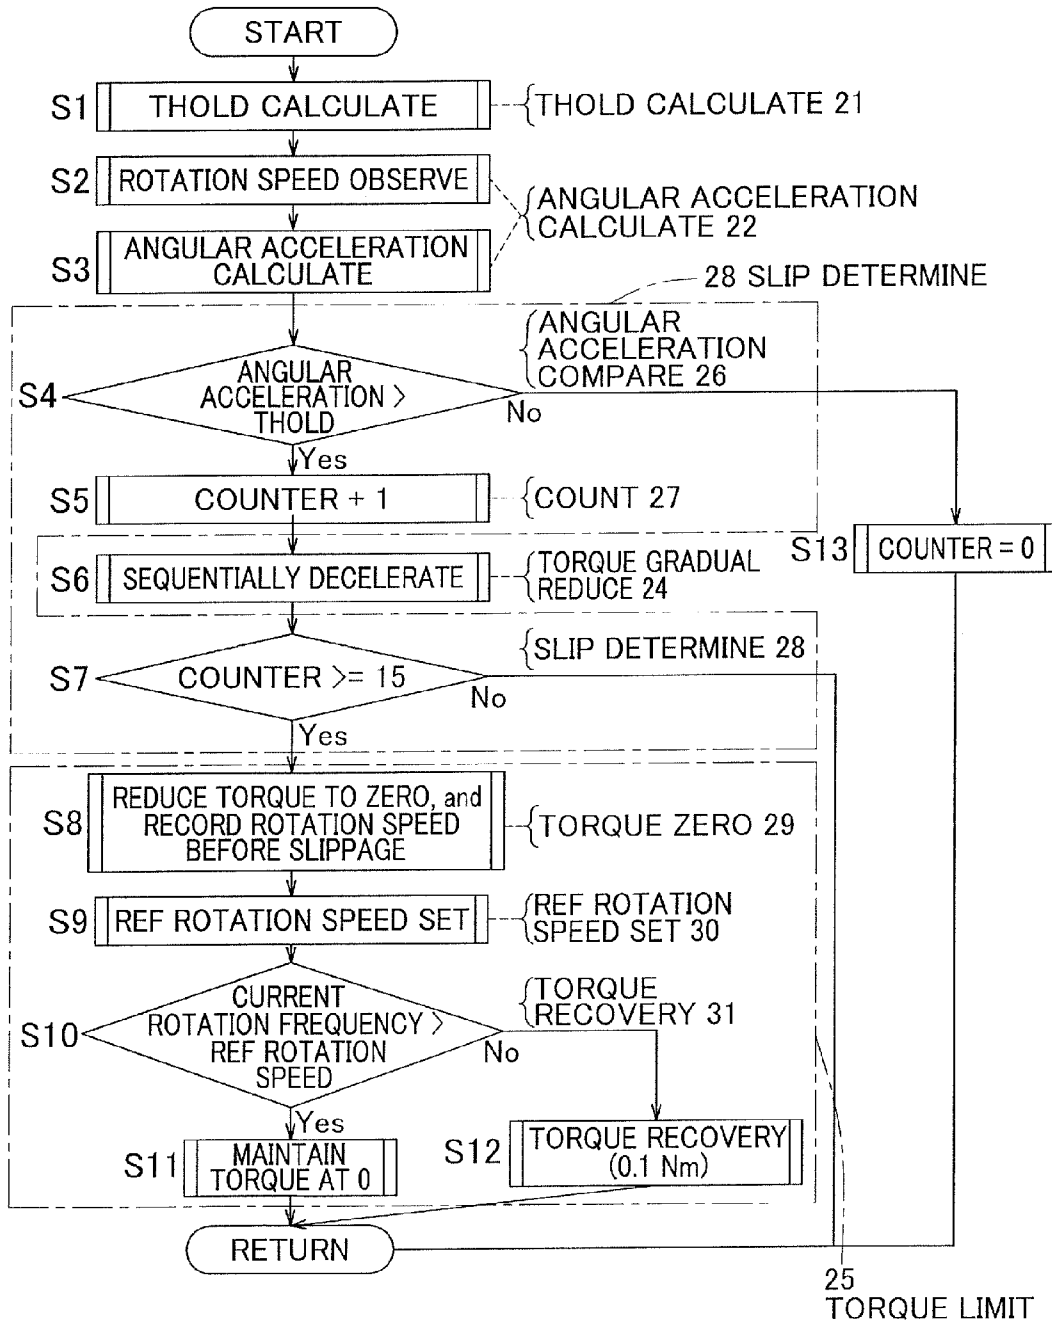 START
S1
THOLD CALCULATE
THOLD CALCULATE 21
S2
ROTATION SPEED OBSERVE
ANGULAR ACCELERATION
CALCULATE 22
S3
ANGULAR ACCELERATION
CALCULATE
28 SLIP DETERMINE
ANGULAR
ACCELERATION
COMPARE 26
S4
ANGULAR
ACCELERATION >
THOLD
No
Yes
S5
COUNTER + 1
COUNT 27
S13
COUNTER = 0
S6
SEQUENTIALLY DECELERATE
TORQUE GRADUAL
REDUCE 24
S7
COUNTER >= 15
SLIP DETERMINE 28
No
Yes
S8
REDUCE TORQUE TO ZERO, and
RECORD ROTATION SPEED
BEFORE SLIPPAGE
TORQUE ZERO 29
S9
REF ROTATION SPEED SET
REF ROTATION
SPEED SET 30
S10
CURRENT
ROTATION FREQUENCY >
REF ROTATION
SPEED
TORQUE
RECOVERY 31
No
Yes
S11
MAINTAIN
TORQUE AT 0
S12
TORQUE RECOVERY
(0.1 Nm)
RETURN
25
TORQUE LIMIT